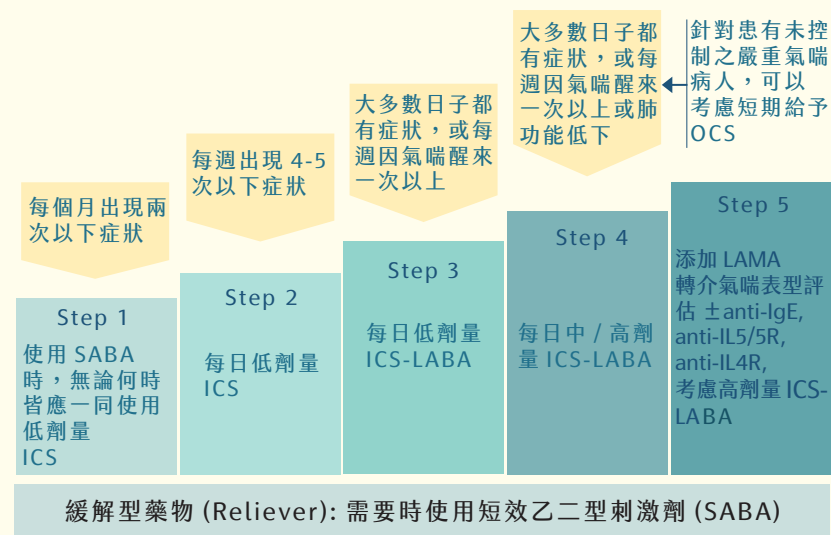 每個月出現兩
次以下症狀
Step 1
使用 SABA
時，無論何時
皆應一同使用
低劑量
ICS
每週出現 4-5
次以下症狀
Step 2
每日低劑量
ICS
大多數日子都
有症狀，或每
週因氣喘醒來
一次以上
Step 3
每日低劑量
ICS-LABA
大多數日子都
有症狀，或每
週因氣喘醒來
一次以上或肺
功能低下
Step 4
每日中 / 高劑
量 ICS-LABA
針對患有未控
制之嚴重氣喘
病人，可以
考慮短期給予
OCS
Step 5
添加 LAMA
轉介氣喘表型評
估 ±anti-IgE,
anti-IL5/5R,
anti-IL4R,
考慮高劑量 ICS-
LABA
緩解型藥物 (Reliever): 需要時使用短效乙二型刺激劑 (SABA)